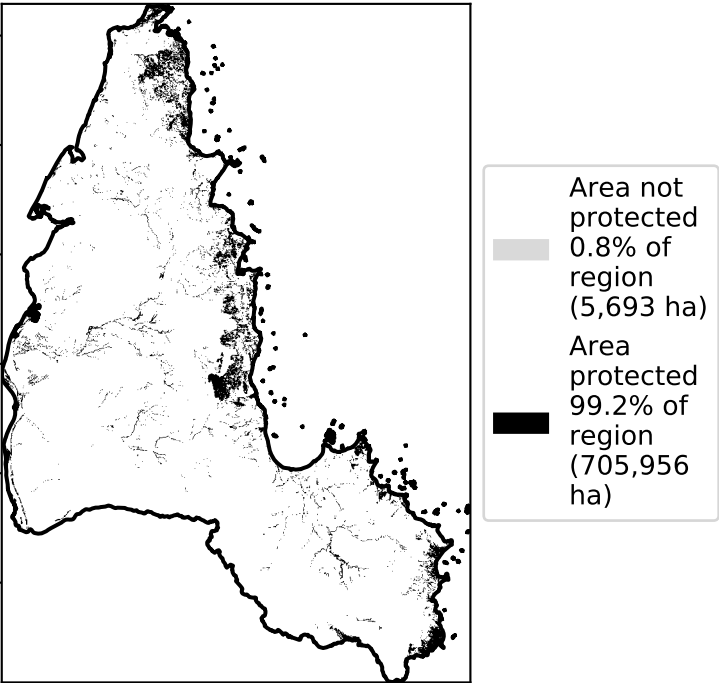 Area not
protected
0.8% of
region
(5,693 ha)
Area
protected
99.2% of
region
(705,956
ha)